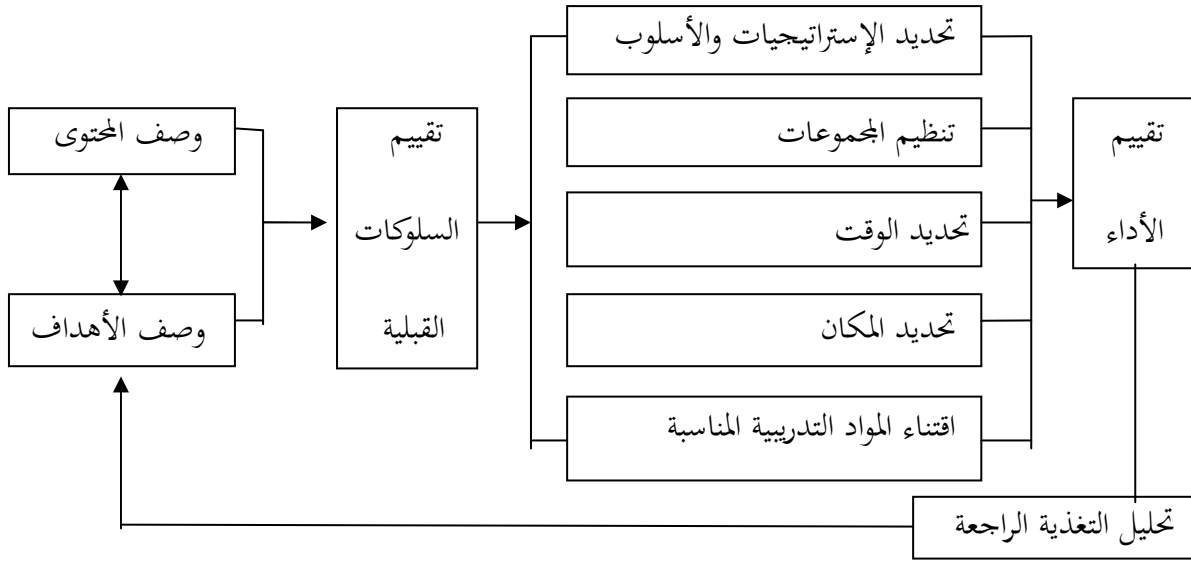 تحديد الإستراتيجيات والأسلوب
تنظيم المجموعات
تحديد الوقت
تحديد المكان
اقتناء المواد التدريبية المناسبة
وصف المحتوى
وصف الأهداف
تقييم
السلوكات
القبلية
تقييم
الأداء
تحليل التغذية الراجعة